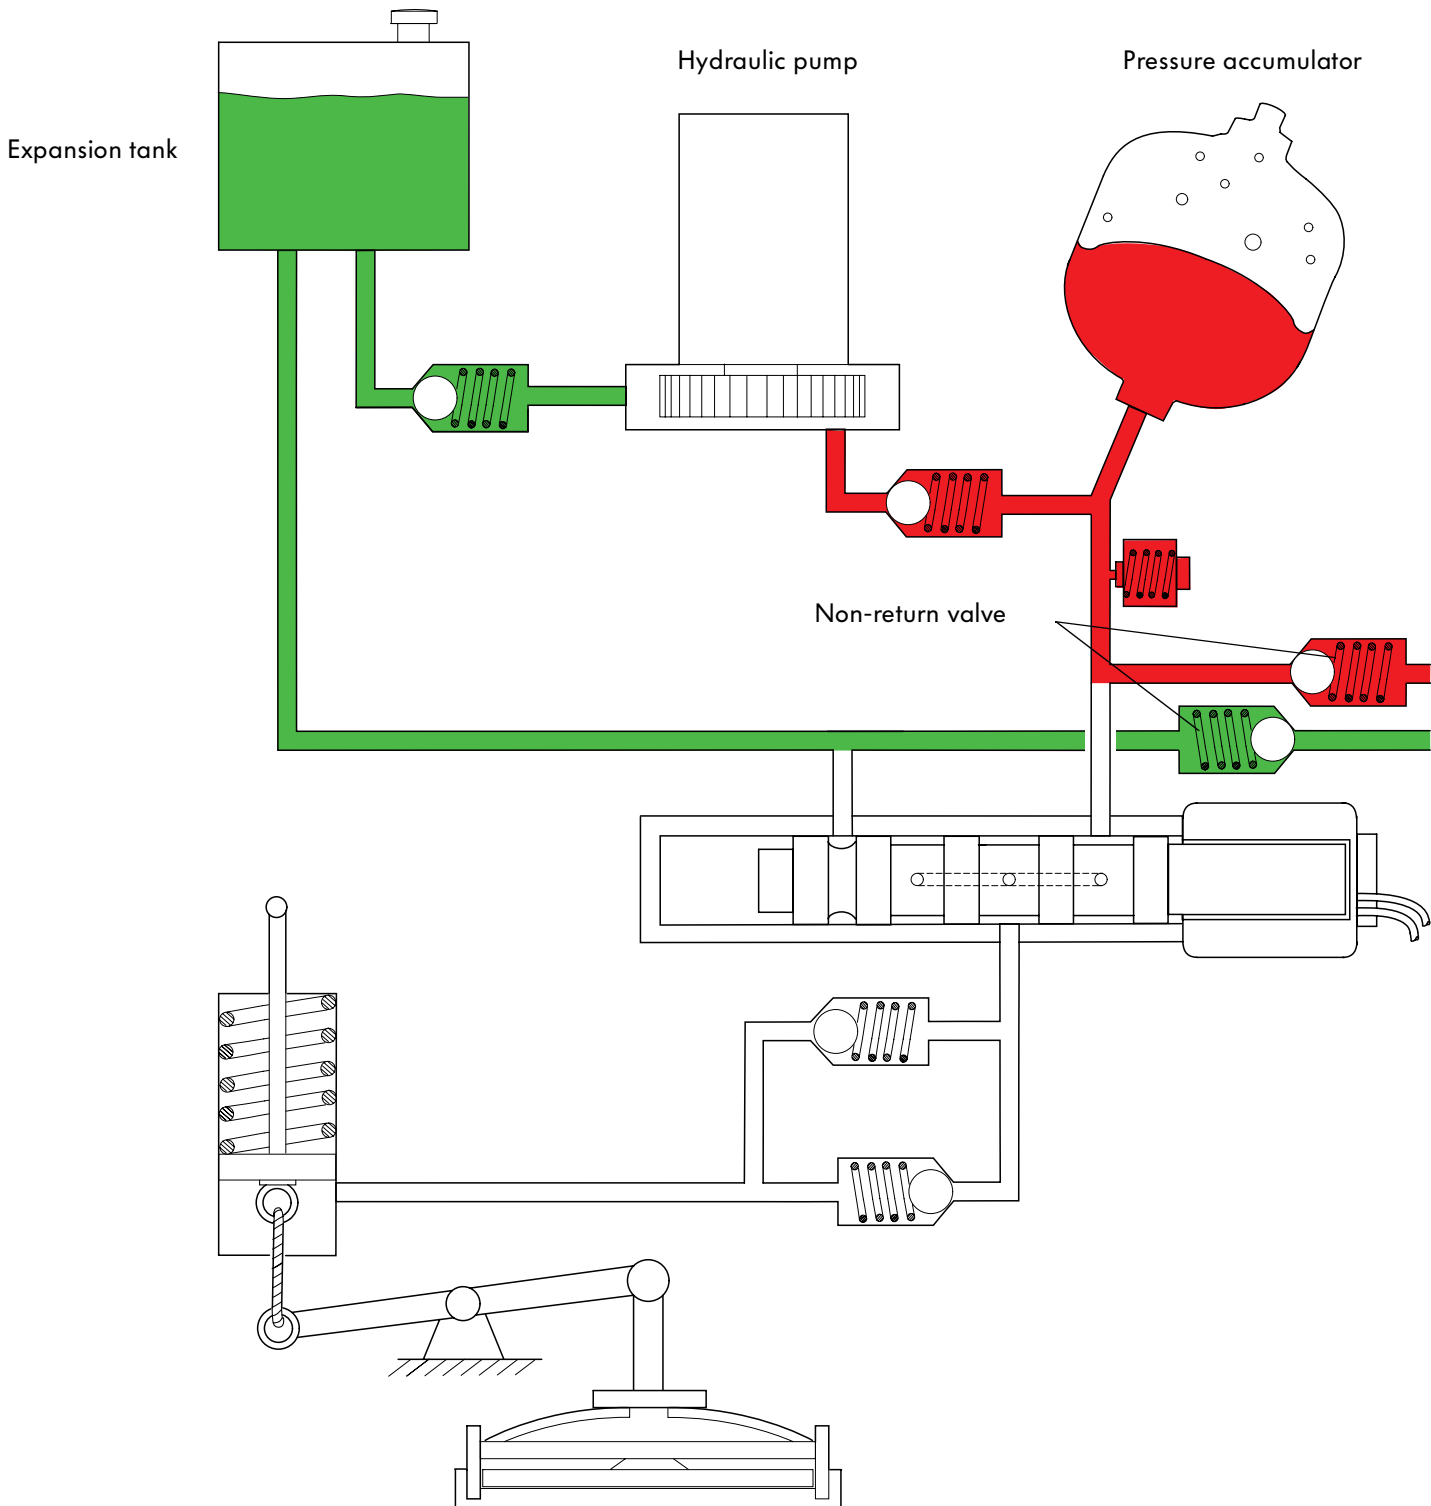 Hydraulic pump
Pressure accumulator
Expansion tank
Non-return valve